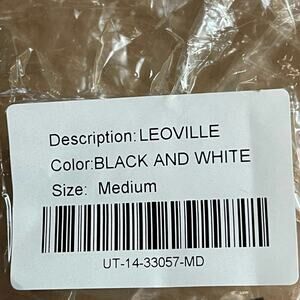 Description: LEOVILLE
Color:BLACK AND WHITE
Size: Medium
UT-14-33057-MD